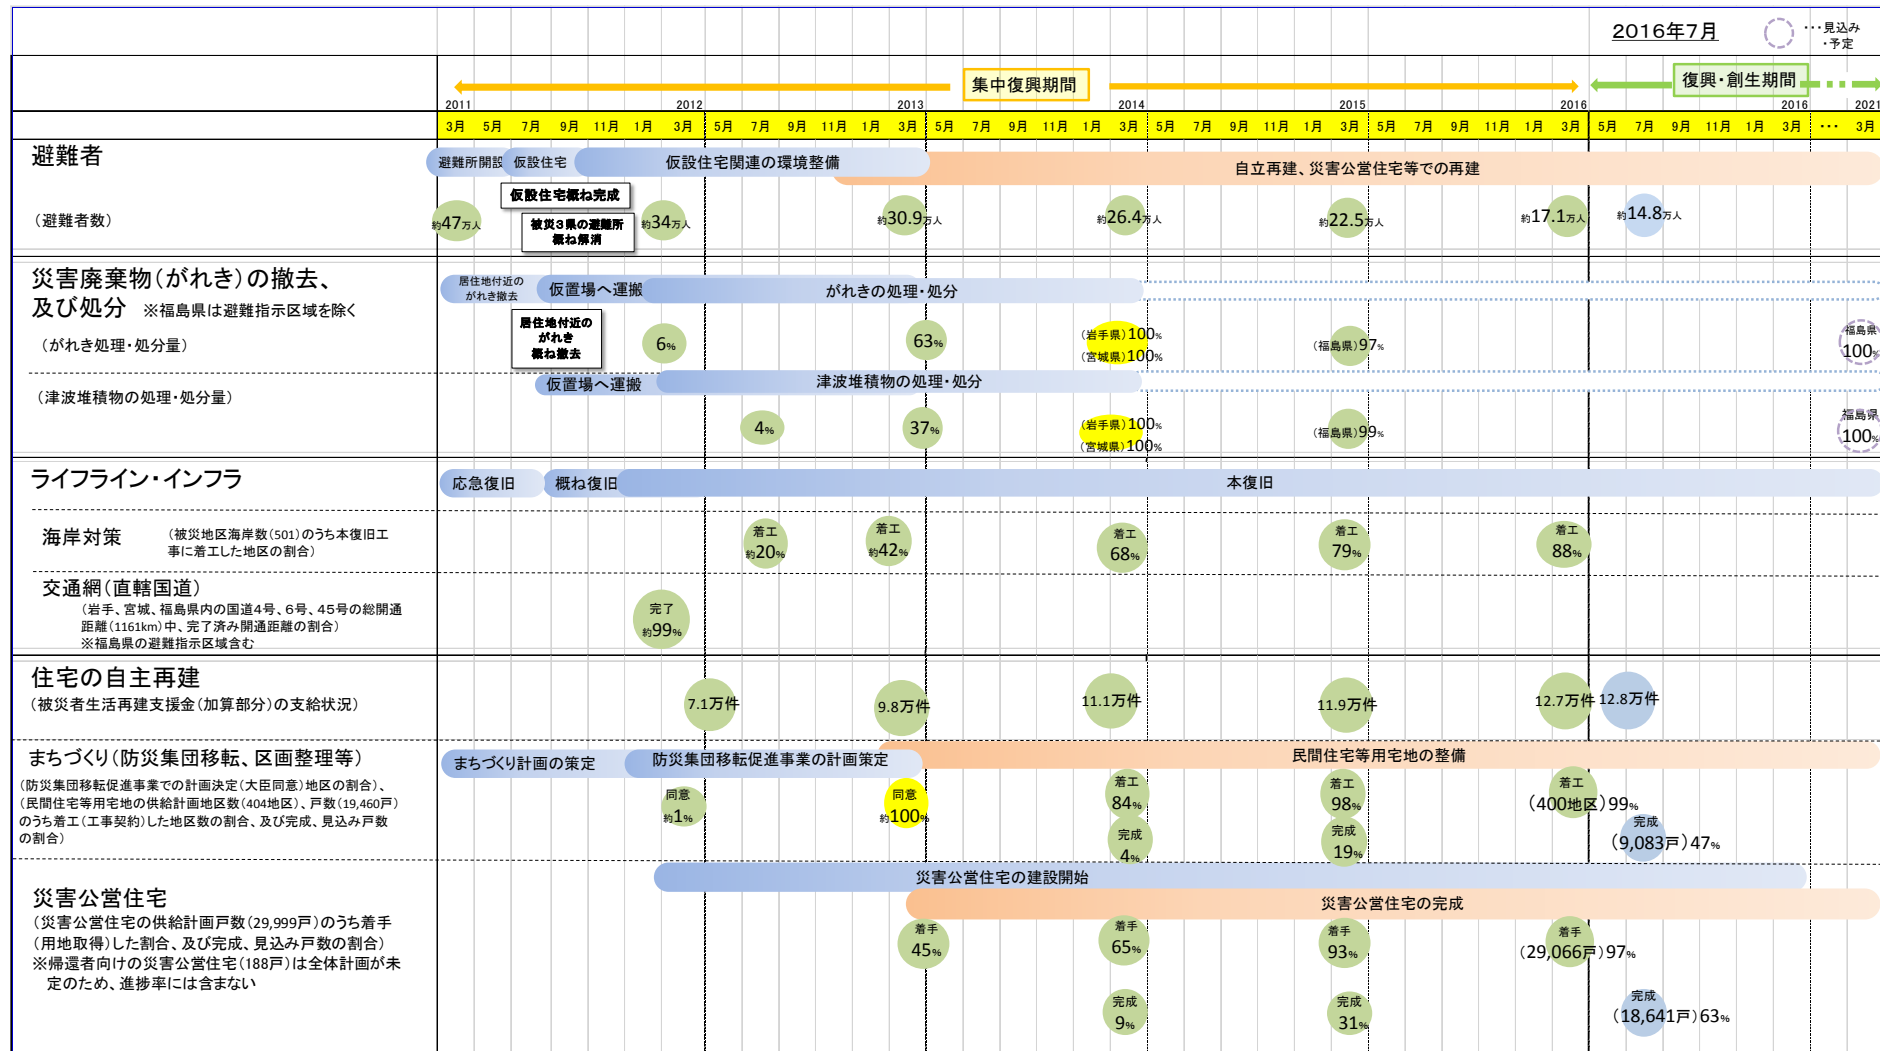 2016年7月
・・・見込み
・予定
集中復興期間
復興・創生期間
2011 2012 2013 2014 2015 2016 2016 2021
3月 5月 7月 9月 11月 1月 3月 5月 7月 9月 11月 1月 3月 5月 7月 9月 11月 1月 3月 5月 7月 9月 11月 1月 3月 5月 7月 9月 11月 1月 3月 5月 7月 9月 11月 1月 3月 ・・・ 3月
避難者
避難所開設 仮設住宅 仮設住宅関連の環境整備
自立再建、災害公営住宅等での再建
仮設住宅概ね完成
被災3県の避難所
概ね解消
(避難者数)
約47万人 約34万人 約30.9万人 約26.4万人 約22.5万人 約17.1万人 約14.8万人
災害廃棄物(がれき)の撤去、
及び処分 ※福島県は避難指示区域を除く
居住地付近の
がれき撤去
仮置場へ運搬 がれきの処理・処分
居住地付近の
がれき
概ね撤去
(がれき処理・処分量)
6% 63%
(岩手県)100%
(宮城県)100%
(福島県)97%
福島県
100%
仮置場へ運搬 津波堆積物の処理・処分
(津波堆積物の処理・処分量)
4% 37%
(岩手県)100%
(宮城県)100%
(福島県)99%
福島県
100%
ライフライン・インフラ
応急復旧 概ね復旧 本復旧
海岸対策
(被災地区海岸数(501)のうち本復旧工
事に着工した地区の割合)
着工 着工 着工 着工 着工
約20% 約42% 68% 79% 88%
交通網(直轄国道)
(岩手、宮城、福島県内の国道4号、6号、45号の総開通
距離(1161km)中、完了済み開通距離の割合)
※福島県の避難指示区域含む
完了
約99%
住宅の自主再建
(被災者生活再建支援金(加算部分)の支給状況)
7.1万件 9.8万件 11.1万件 11.9万件 12.7万件 12.8万件
まちづくり(防災集団移転、区画整理等)
まちづくり計画の策定 防災集団移転促進事業の計画策定 民間住宅等用宅地の整備
(防災集団移転促進事業での計画決定(大臣同意)地区の割合)、
(民間住宅等用宅地の供給計画地区数(404地区)、戸数(19,460戸)
のうち着工(工事契約)した地区数の割合、及び完成、見込み戸数
の割合)
同意 同意 着工 着工 着工
約1% 約100% 84% 98% (400地区)99%
完成 完成 完成
4% 19% (9,083戸)47%
災害公営住宅の建設開始
災害公営住宅の完成
災害公営住宅
(災害公営住宅の供給計画戸数(29,999戸)のうち着手
(用地取得)した割合、及び完成、見込み戸数の割合)
※帰還者向けの災害公営住宅(188戸)は全体計画が未
定のため、進捗率には含まない
着手 着手 着手 着手
45% 65% 93% (29,066戸)97%
完成 完成 完成
9% 31% (18,641戸)63%